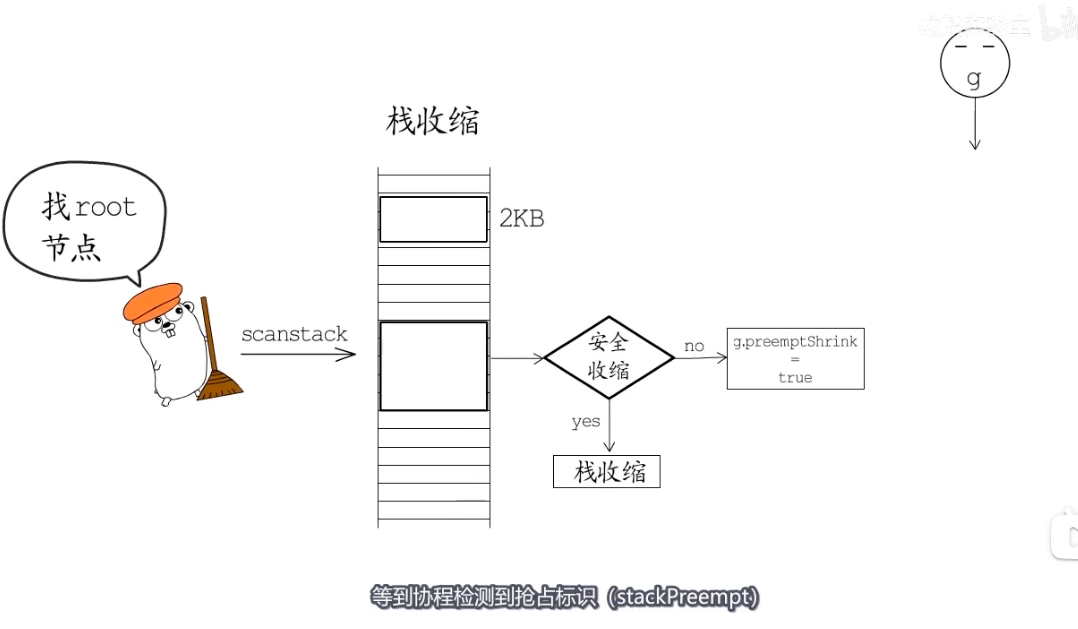 栈收缩
找root
节点
2KB
scanstack
安全
收缩
no
g.preemptShrink
=
true
yes
栈收缩
g
等到协程检测到抢占标识（stackPreempt）